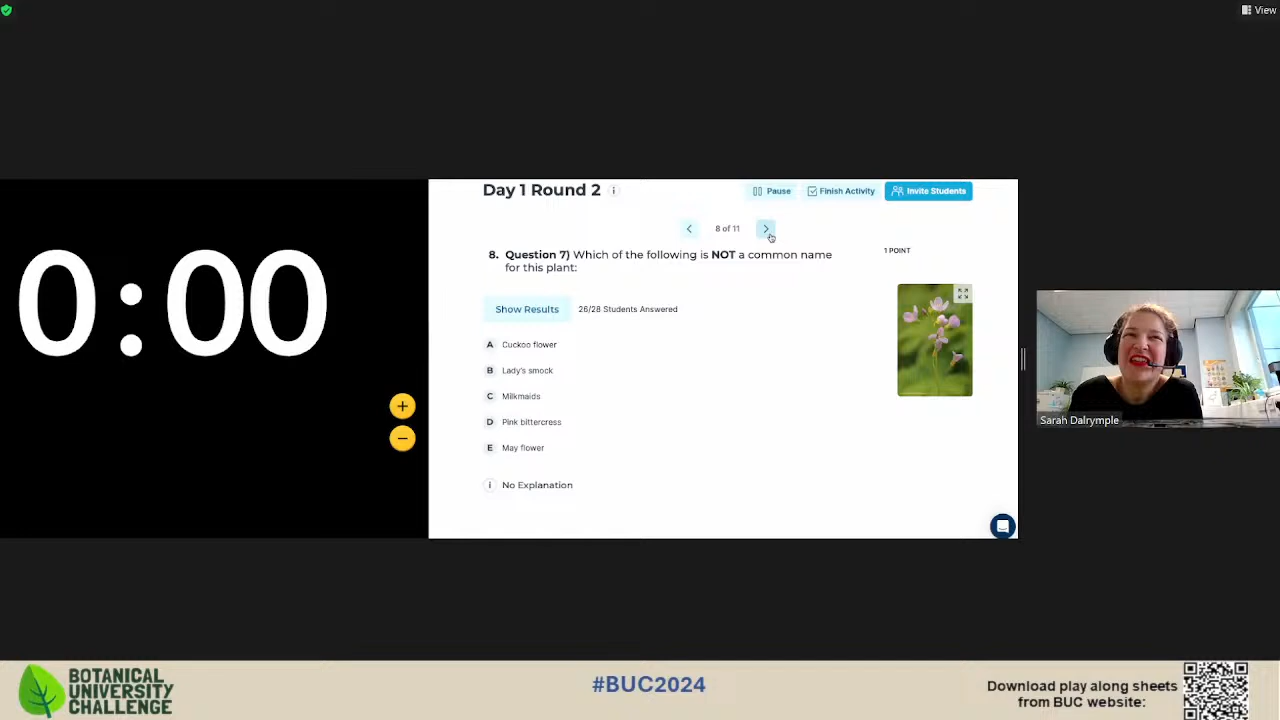 View
0:00
+
−
Day 1 Round 2
i
Pause
Finish Activity
Invite Students
8 of 11
8. Question 7) Which of the following is NOT a common name
for this plant:
1 POINT
Show Results
26/28 Students Answered
A Cuckoo flower
B Lady's smock
C Milkmaids
D Pink bittercress
E May flower
i No Explanation
Sarah Dalrymple
BOTANICAL
UNIVERSITY
CHALLENGE
#BUC2024
Download play along sheets
from BUC website: